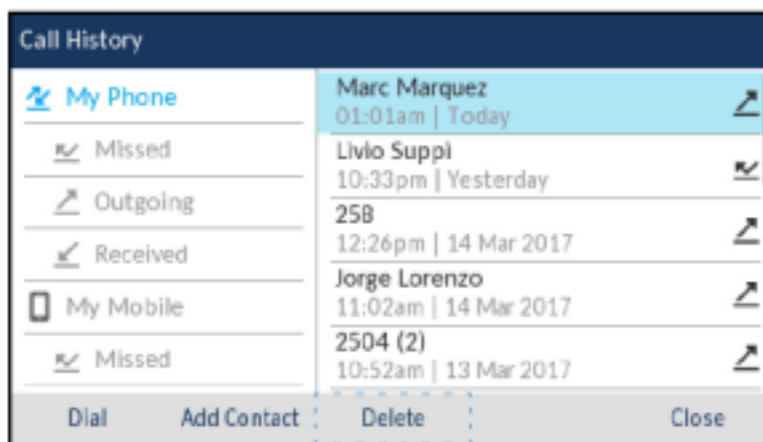 Call History
My Phone
Missed
Outgoing
Received
My Mobile
Missed
Marc Marquez
01:01am | Today
Livio Suppi
10:33pm | Yesterday
258
12:26pm | 14 Mar 2017
Jorge Lorenzo
11:02am | 14 Mar 2017
2504 (2)
10:52am | 13 Mar 2017
Dial Add Contact Delete Close